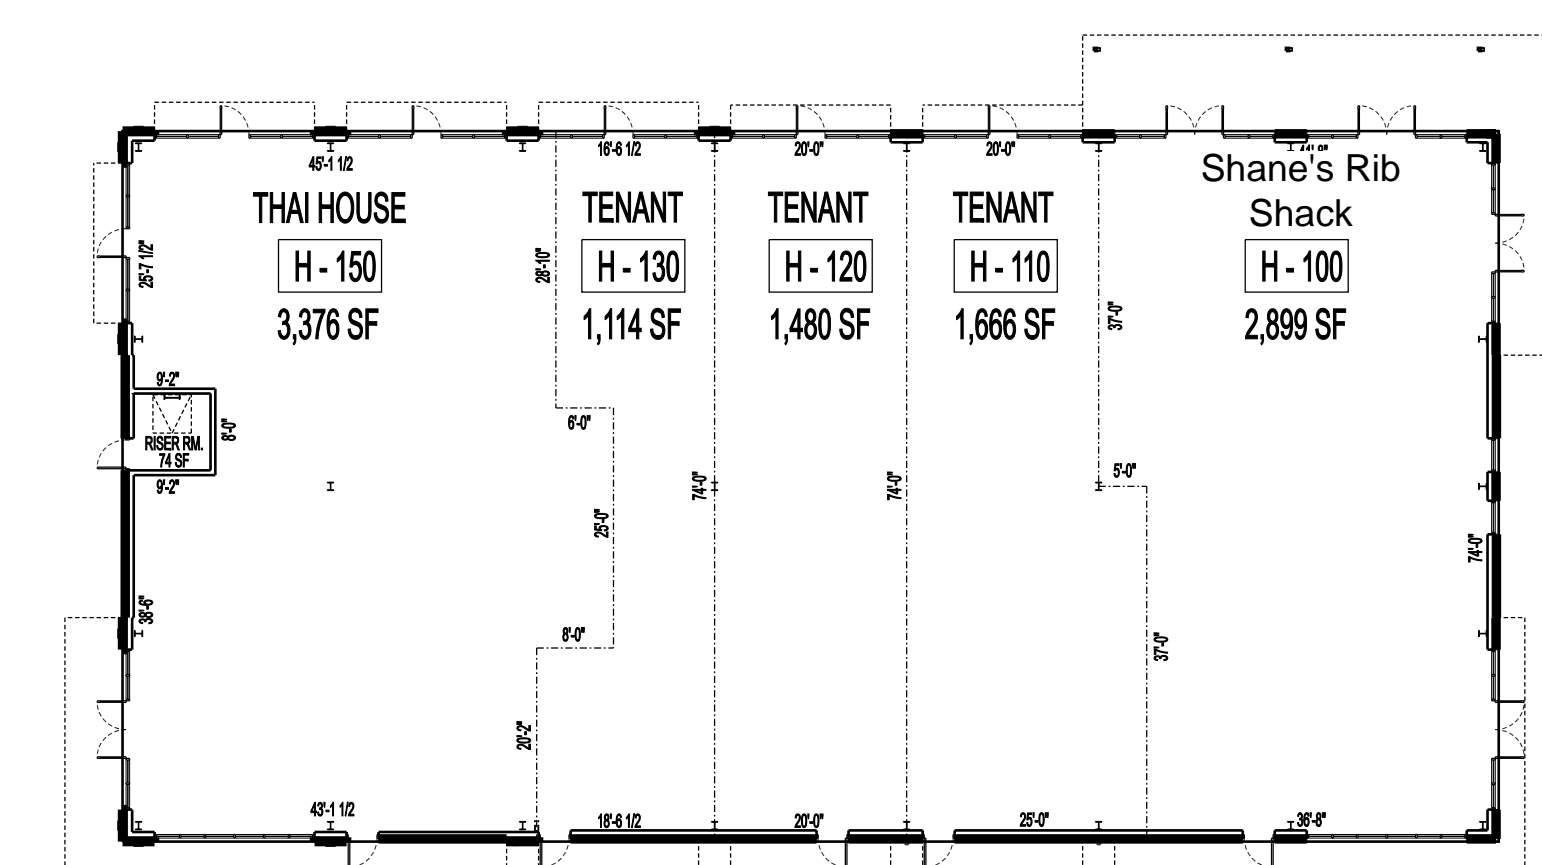 45'-1 1/2
16'-6 1/2
20'-0"
20'-0"
Shane's Rib
Shack
THAI HOUSE
TENANT
TENANT
TENANT
H - 150
H - 130
H - 120
H - 110
H - 100
3,376 SF
1,114 SF
1,480 SF
1,666 SF
2,899 SF
25'-7 1/2"
28'-10"
37'-0"
9'-2"
8'-0"
RISER RM.
74 SF
9'-2"
6'-0"
5'-0"
74'-0"
74'-0"
25'-0"
74'-0"
38'-6"
8'-0"
37'-0"
20'-2"
43'-1 1/2
18'-6 1/2
20'-0"
25'-0"
36'-8"